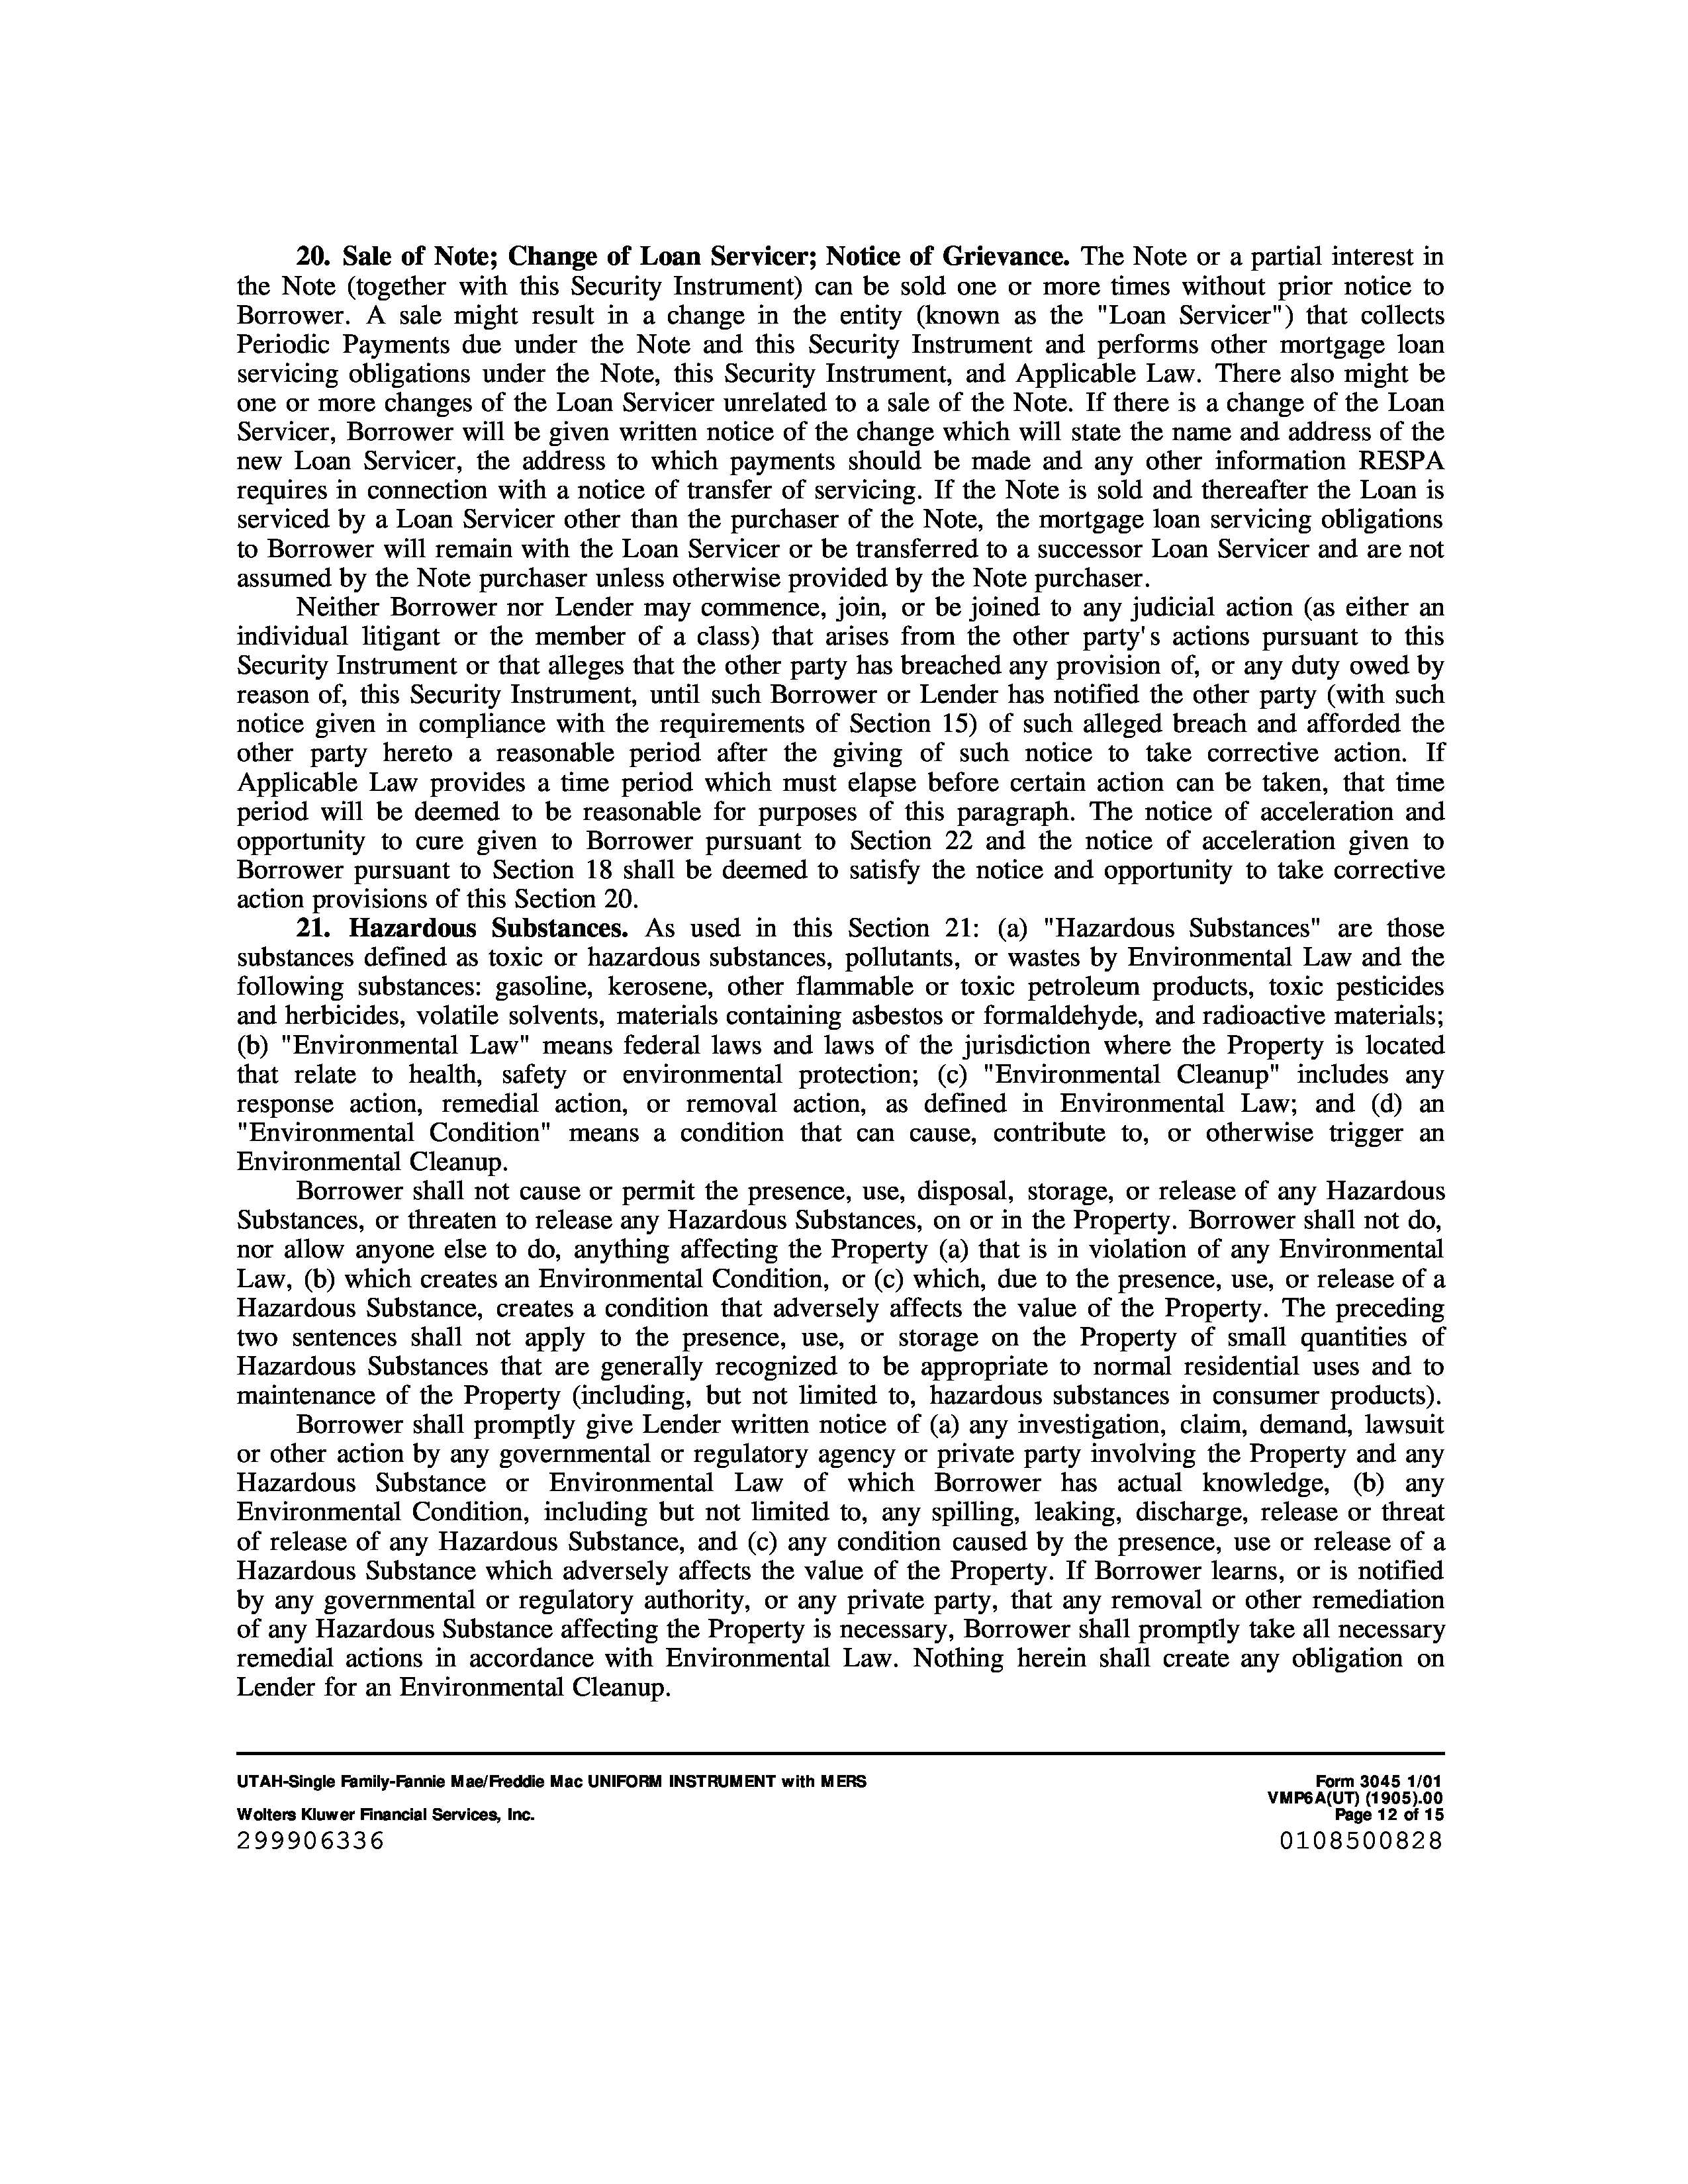 20. Sale of Note; Change of Loan Servicer; Notice of Grievance. The Note or a partial interest in
the Note (together with this Security Instrument) can be sold one or more times without prior notice to
Borrower. A sale might result in a change in the entity (known as the "Loan Servicer") that collects
Periodic Payments due under the Note and this Security Instrument and performs other mortgage loan
servicing obligations under the Note, this Security Instrument, and Applicable Law. There also might be
one or more changes of the Loan Servicer unrelated to a sale of the Note. If there is a change of the Loan
Servicer, Borrower will be given written notice of the change which will state the name and address of the
new Loan Servicer, the address to which payments should be made and any other information RESPA
requires in connection with a notice of transfer of servicing. If the Note is sold and thereafter the Loan is
serviced by a Loan Servicer other than the purchaser of the Note, the mortgage loan servicing obligations
to Borrower will remain with the Loan Servicer or be transferred to a successor Loan Servicer and are not
assumed by the Note purchaser unless otherwise provided by the Note purchaser.
Neither Borrower nor Lender may commence, join, or be joined to any judicial action (as either an
individual litigant or the member of a class) that arises from the other party's actions pursuant to this
Security Instrument or that alleges that the other party has breached any provision of, or any duty owed by
reason of, this Security Instrument, until such Borrower or Lender has notified the other party (with such
notice given in compliance with the requirements of Section 15) of such alleged breach and afforded the
other party hereto a reasonable period after the giving of such notice to take corrective action. If
Applicable Law provides a time period which must elapse before certain action can be taken, that time
period will be deemed to be reasonable for purposes of this paragraph. The notice of acceleration and
opportunity to cure given to Borrower pursuant to Section 22 and the notice of acceleration given to
Borrower pursuant to Section 18 shall be deemed to satisfy the notice and opportunity to take corrective
action provisions of this Section 20.
21. Hazardous Substances. As used in this Section 21: (a) "Hazardous Substances" are those
substances defined as toxic or hazardous substances, pollutants, or wastes by Environmental Law and the
following substances: gasoline, kerosene, other flammable or toxic petroleum products, toxic pesticides
and herbicides, volatile solvents, materials containing asbestos or formaldehyde, and radioactive materials;
(b) "Environmental Law" means federal laws and laws of the jurisdiction where the Property is located
that relate to health, safety or environmental protection; (c) "Environmental Cleanup" includes any
response action, remedial action, or removal action, as defined in Environmental Law; and (d) an
"Environmental Condition" means a condition that can cause, contribute to, or otherwise trigger an
Environmental Cleanup.
Borrower shall not cause or permit the presence, use, disposal, storage, or release of any Hazardous
Substances, or threaten to release any Hazardous Substances, on or in the Property. Borrower shall not do,
nor allow anyone else to do, anything affecting the Property (a) that is in violation of any Environmental
Law, (b) which creates an Environmental Condition, or (c) which, due to the presence, use, or release of a
Hazardous Substance, creates a condition that adversely affects the value of the Property. The preceding
two sentences shall not apply to the presence, use, or storage on the Property of small quantities of
Hazardous Substances that are generally recognized to be appropriate to normal residential uses and to
maintenance of the Property (including, but not limited to, hazardous substances in consumer products).
Borrower shall promptly give Lender written notice of (a) any investigation, claim, demand, lawsuit
or other action by any governmental or regulatory agency or private party involving the Property and any
Hazardous Substance or Environmental Law of which Borrower has actual knowledge, (b) any
Environmental Condition, including but not limited to, any spilling, leaking, discharge, release or threat
of release of any Hazardous Substance, and (c) any condition caused by the presence, use or release of a
Hazardous Substance which adversely affects the value of the Property. If Borrower learns, or is notified
by any governmental or regulatory authority, or any private party, that any removal or other remediation
of any Hazardous Substance affecting the Property is necessary, Borrower shall promptly take all necessary
remedial actions in accordance with Environmental Law. Nothing herein shall create any obligation on
Lender for an Environmental Cleanup.
UTAH-Single Family-Fannie Mae/Freddie Mac UNIFORM INSTRUMENT with MERS
Form 3045 1/01
VMP6A(UT) (1905).00
Wolters Kluwer Financial Services, Inc.
Page 12 of 15
299906336
0108500828